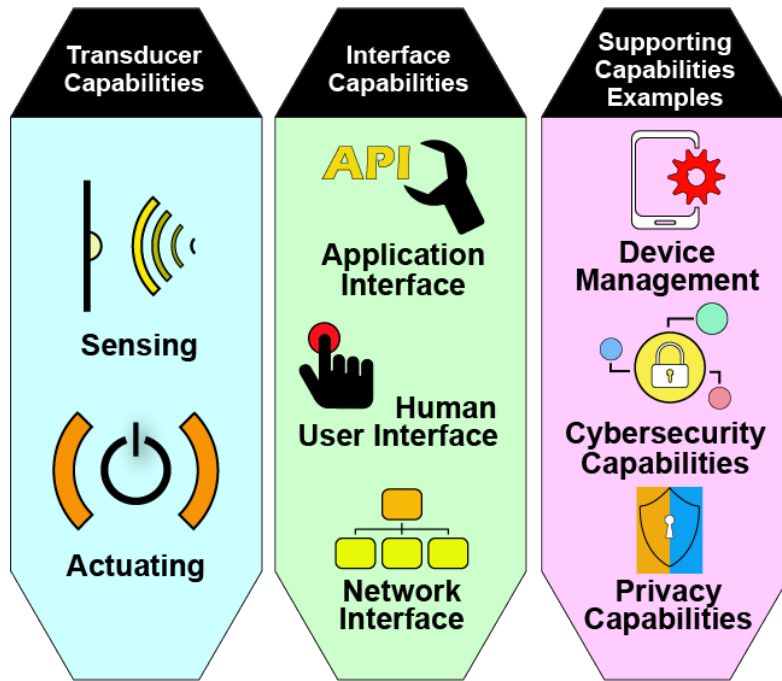 Transducer
Capabilities
Sensing
Actuating
Interface
Capabilities
API
Application
Interface
Human
User Interface
Network
Interface
Supporting
Capabilities
Examples
Device
Management
Cybersecurity
Capabilities
Privacy
Capabilities